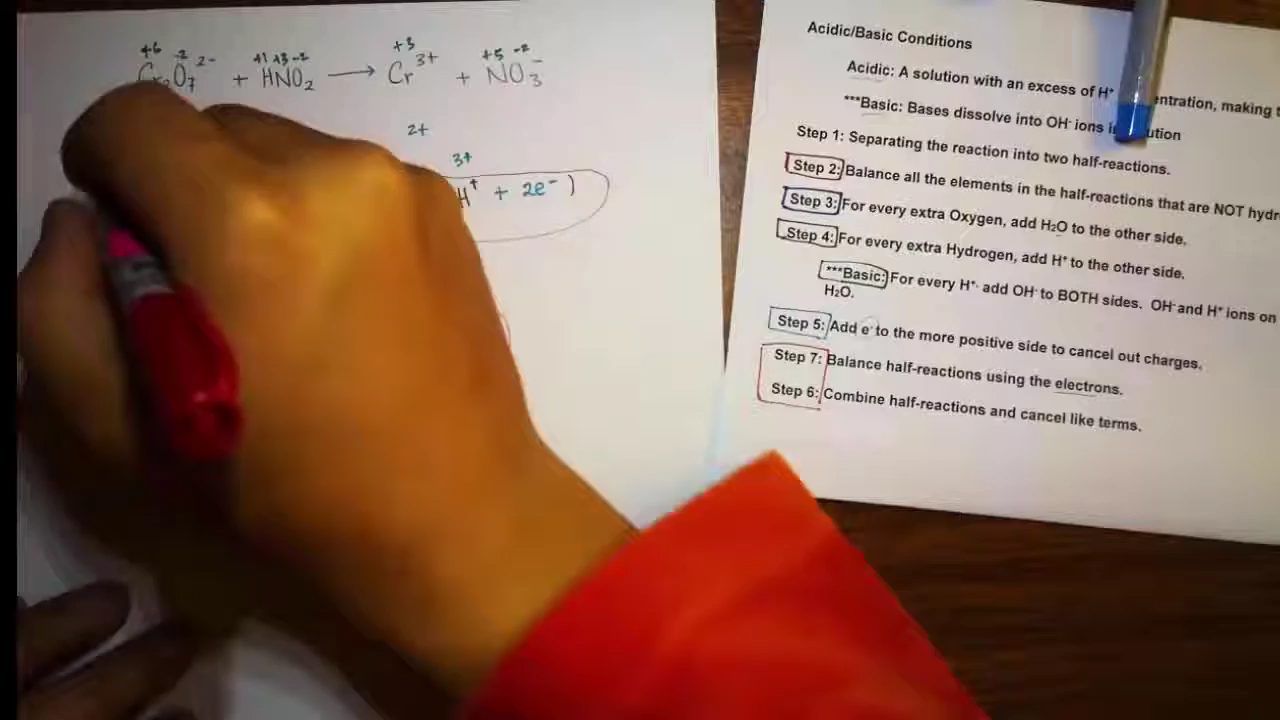 +6 -2 +1 +3 -2 +3 +5 -2
Cr₂O₇²⁻ + HNO₂ → Cr³⁺ + NO₃⁻
2+
3+
H⁺ + 2e⁻ )
Acidic/Basic Conditions
Acidic: A solution with an excess of H⁺ making
***Basic: Bases dissolve into OH⁻ ions
Step 1: Separating the reaction into two half-reactions.
Step 2: Balance all the elements in the half-reactions that are NOT
Step 3: For every extra Oxygen, add H₂O to the other side.
Step 4: For every extra Hydrogen, add H⁺ to the other side.
***Basic: For every H⁺, add OH⁻ to BOTH sides. OH⁻ and H⁺ ions on
H₂O.
Step 5: Add e⁻ to the more positive side to cancel out charges.
Step 7: Balance half-reactions using the electrons.
Step 6: Combine half-reactions and cancel like terms.